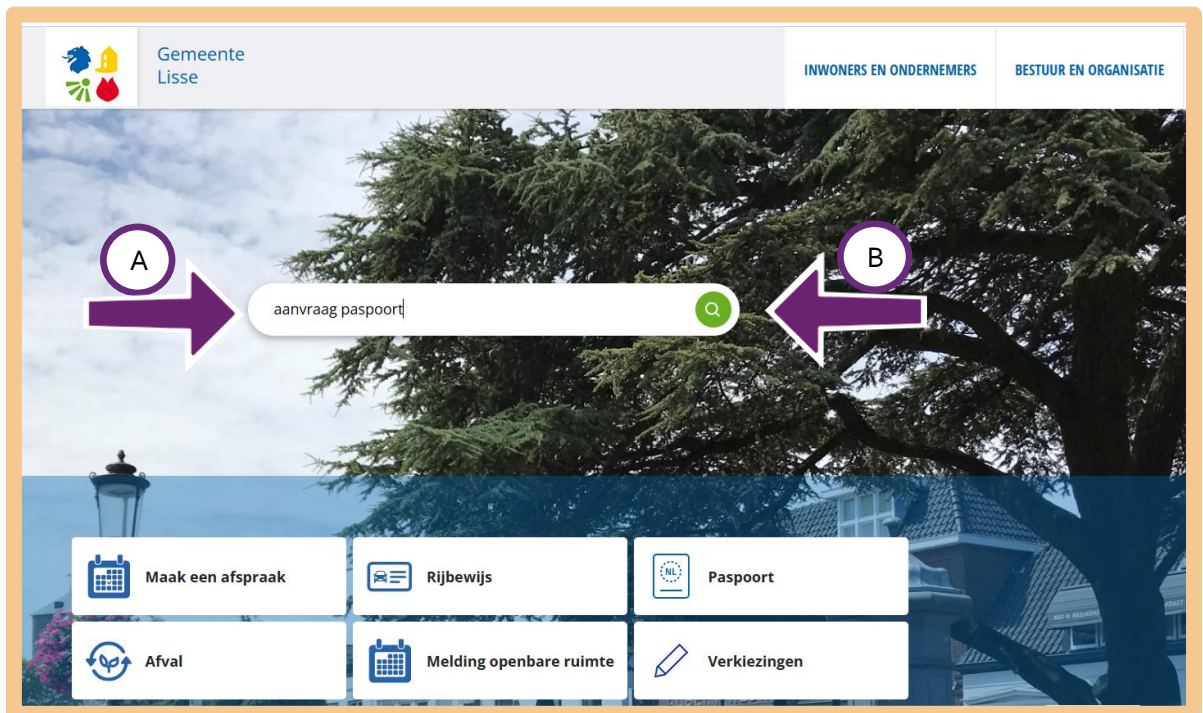 Gemeente
Lisse
INWONERS EN ONDERNEMERS
BESTUUR EN ORGANISATIE
A
B
aanvraag paspoort
Maak een afspraak
Rijbewijs
NL
Paspoort
Afval
Melding openbare ruimte
Verkiezingen